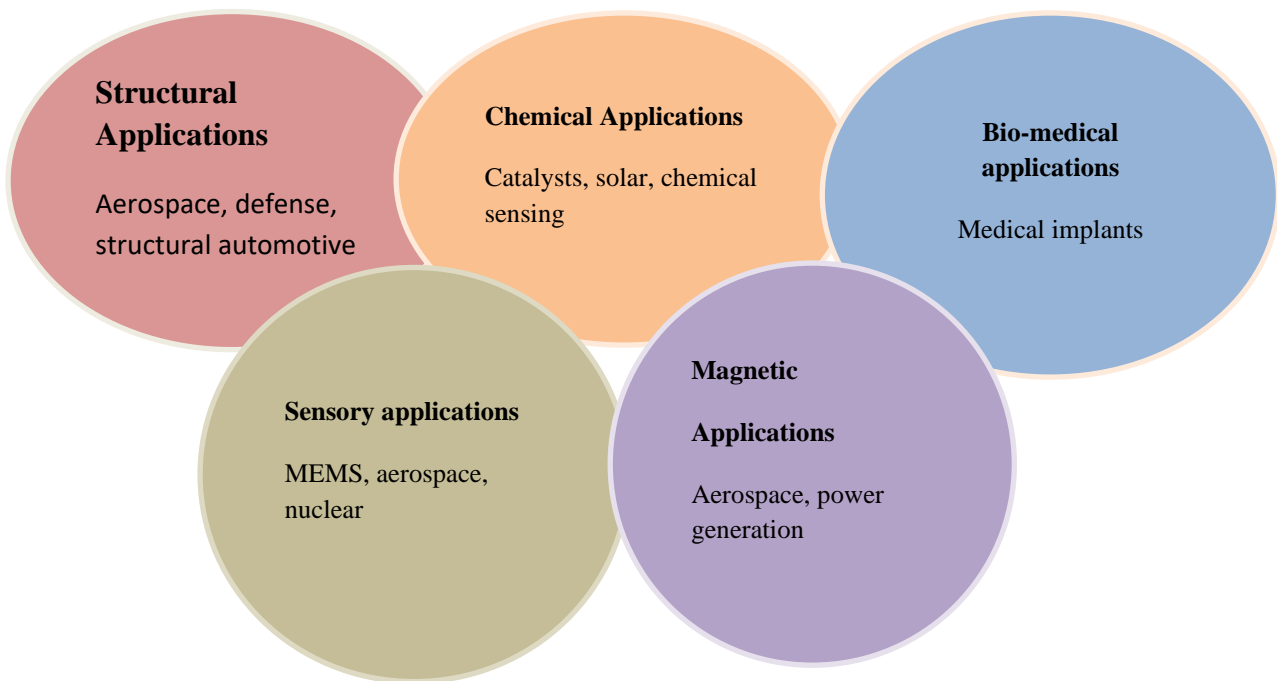 Structural
Applications
Aerospace, defense,
structural automotive
Chemical Applications
Catalysts, solar, chemical
sensing
Bio-medical
applications
Medical implants
Sensory applications
MEMS, aerospace,
nuclear
Magnetic
Applications
Aerospace, power
generation